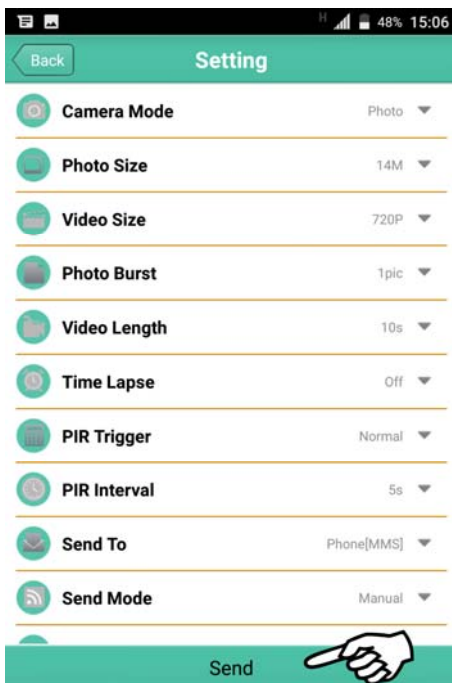 H 48% 15:06
Back Setting
Camera Mode Photo
Photo Size 14M
Video Size 720P
Photo Burst 1pic
Video Length 10s
Time Lapse Off
PIR Trigger Normal
PIR Interval 5s
Send To Phone[MMS]
Send Mode Manual
Send